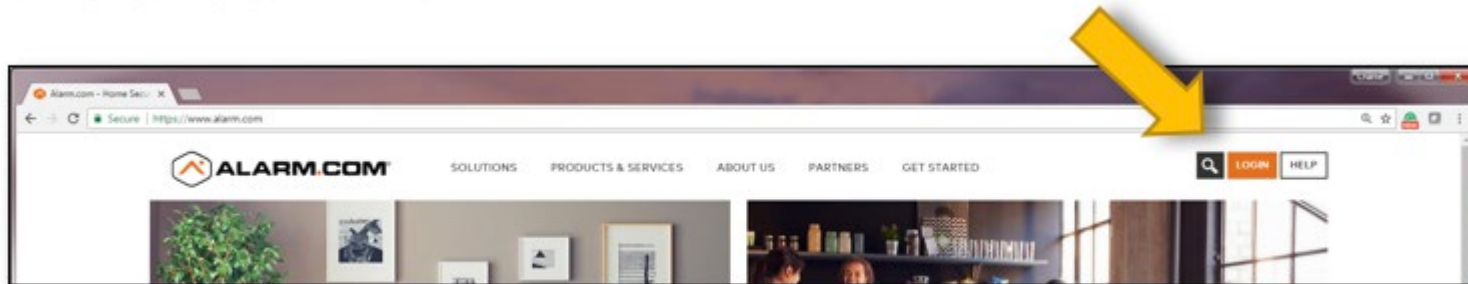 Alarm.com - Home Secu
Secure | https://www.alarm.com
ALARM.COM
SOLUTIONS
PRODUCTS & SERVICES
ABOUT US
PARTNERS
GET STARTED
LOGIN
HELP